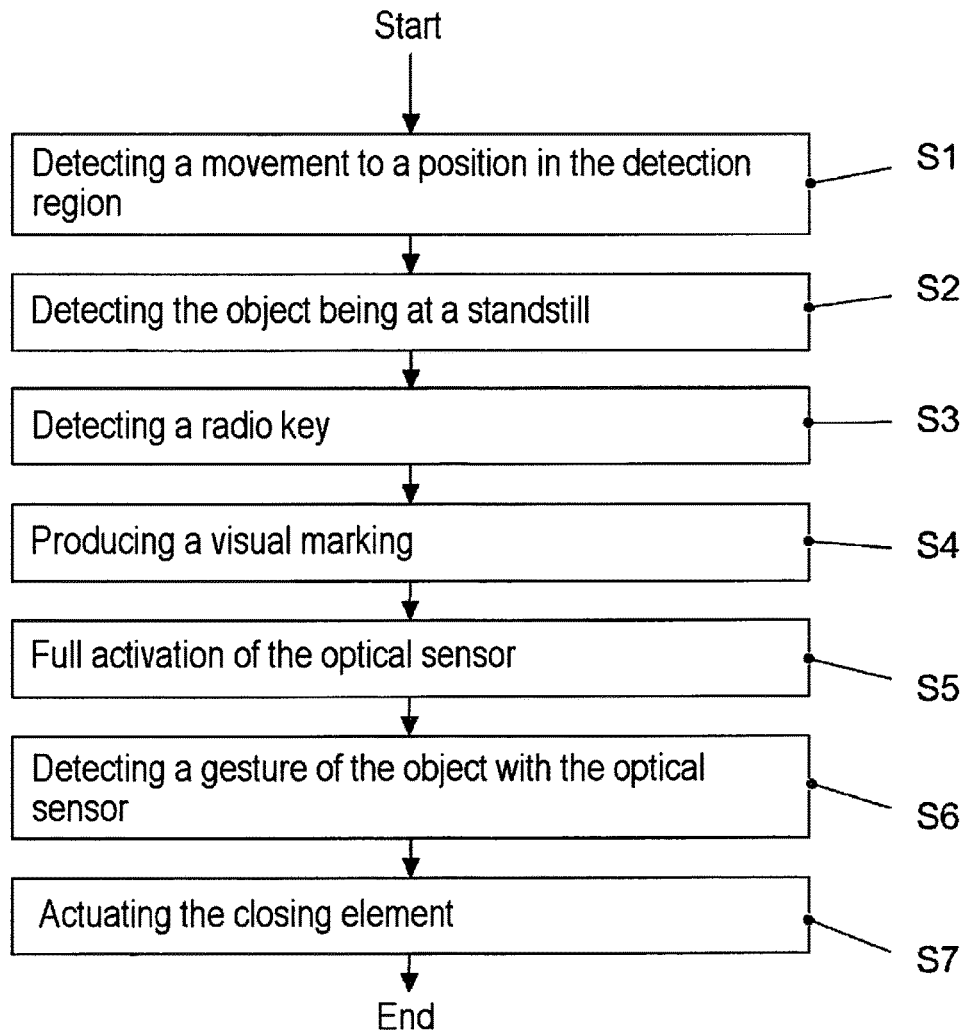 Start
Detecting a movement to a position in the detection
region
S1
Detecting the object being at a standstill
S2
Detecting a radio key
S3
Producing a visual marking
S4
Full activation of the optical sensor
S5
Detecting a gesture of the object with the optical
sensor
S6
Actuating the closing element
S7
End